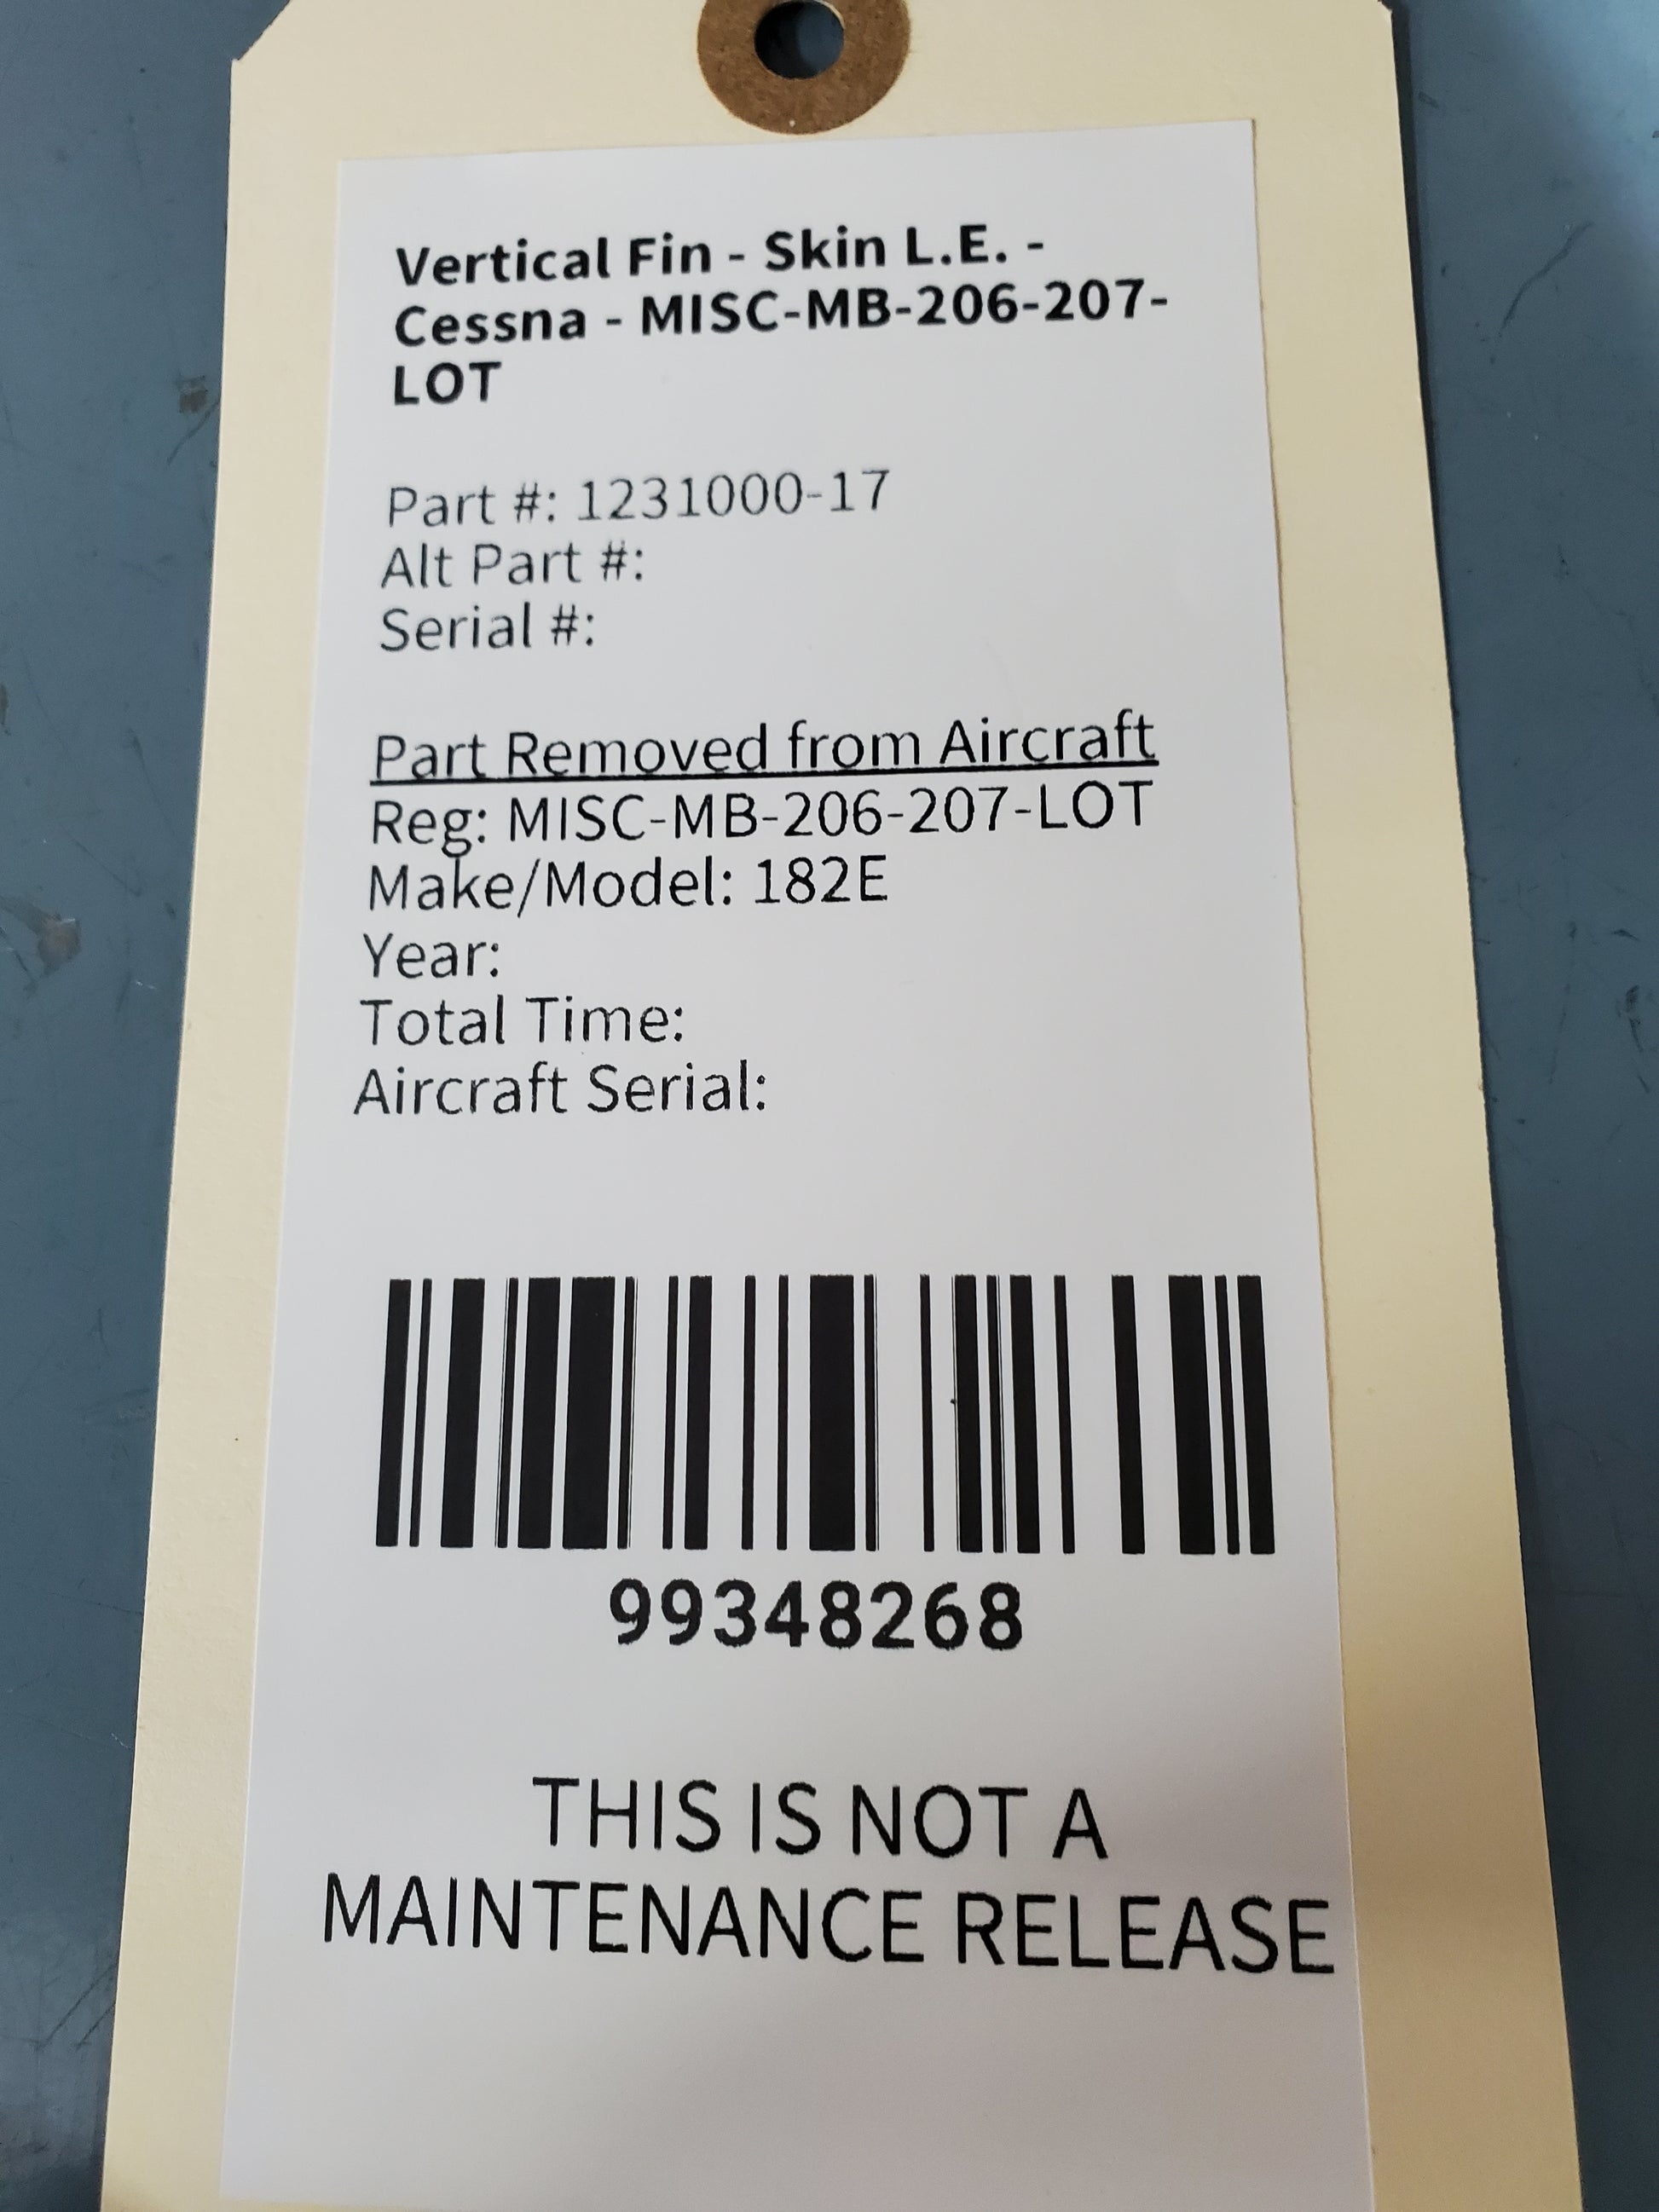 Vertical Fin - Skin L.E. -
Cessna - MISC-MB-206-207-
LOT
Part #: 1231000-17
Alt Part #:
Serial #:
Part Removed from Aircraft
Reg: MISC-MB-206-207-LOT
Make/Model: 182E
Year:
Total Time:
Aircraft Serial:
99348268
THIS IS NOT A
MAINTENANCE RELEASE